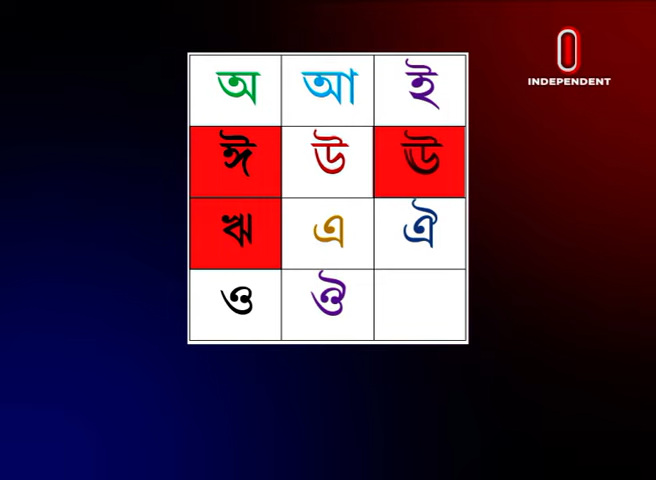 INDEPENDENT
অ আ ই
ঈ উ ঊ
ঋ এ ঐ
ও ঔ